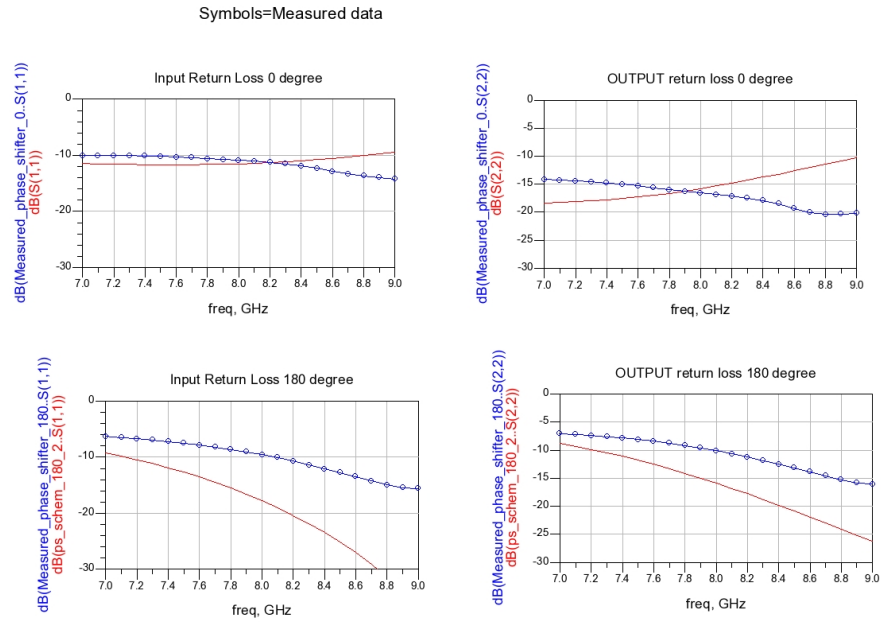 Symbols=Measured data
Input Return Loss 0 degree
dB(Measured_phase_shifter_0..S(1,1))
dB(S(1,1))
0
-10
-20
-30
7.0 7.2 7.4 7.6 7.8 8.0 8.2 8.4 8.6 8.8 9.0
freq, GHz
OUTPUT return loss 0 degree
dB(Measured_phase_shifter_0..S(2,2))
dB(S(2,2))
0
-5
-10
-15
-20
-25
-30
7.0 7.2 7.4 7.6 7.8 8.0 8.2 8.4 8.6 8.8 9.0
freq, GHz
Input Return Loss 180 degree
dB(Measured_phase_shifter_180..S(1,1))
dB(ps_schem_180_2..S(1,1))
0
-10
-20
-30
7.0 7.2 7.4 7.6 7.8 8.0 8.2 8.4 8.6 8.8 9.0
freq, GHz
OUTPUT return loss 180 degree
dB(Measured_phase_shifter_180..S(2,2))
dB(ps_schem_180_2..S(2,2))
0
-5
-10
-15
-20
-25
-30
7.0 7.2 7.4 7.6 7.8 8.0 8.2 8.4 8.6 8.8 9.0
freq, GHz